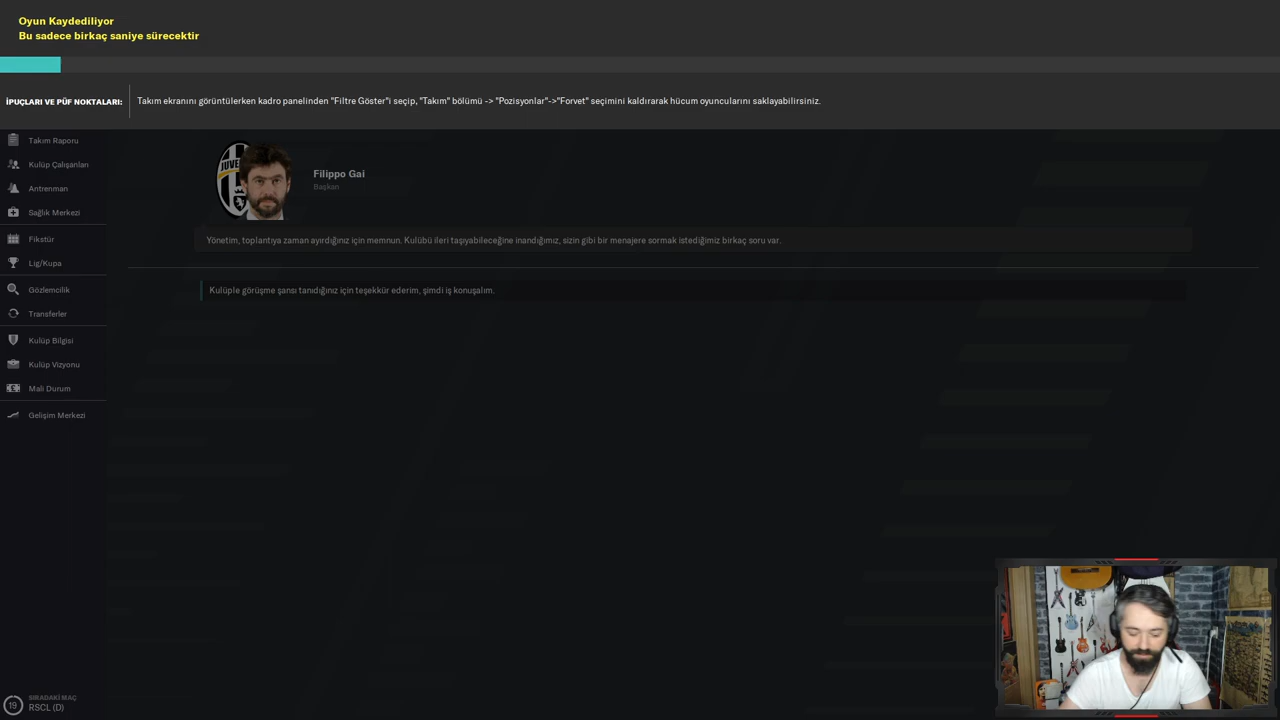 Oyun Kaydediliyor
Bu sadece birkaç saniye sürecektir
İPUÇLARI VE PÜF NOKTALARI:
Takım ekranını görüntülerken kadro panelinden "Filtre Göster"i seçip, "Takım" bölümü -> "Pozisyonlar"->"Forvet" seçimini kaldırarak hücum oyuncularını saklayabilirsiniz.
Takım Raporu
Kulüp Çalışanları
Antrenman
Sağlık Merkezi
Fikstür
Lig/Kupa
Gözlemcilik
Transferler
Kulüp Bilgisi
Kulüp Vizyonu
Mali Durum
Gelişim Merkezi
JUVE
Filippo Gai
Başkan
Yönetim, toplantıya zaman ayırdığınız için memnun. Kulübü ileri taşıyabileceğine inandığımız, sizin gibi bir menajere sormak istediğimiz birkaç soru var.
Kulüple görüşme şansı tanıdığınız için teşekkür ederim, şimdi iş konuşalım.
19
SIRADAKİ MAÇ
RSCL (D)